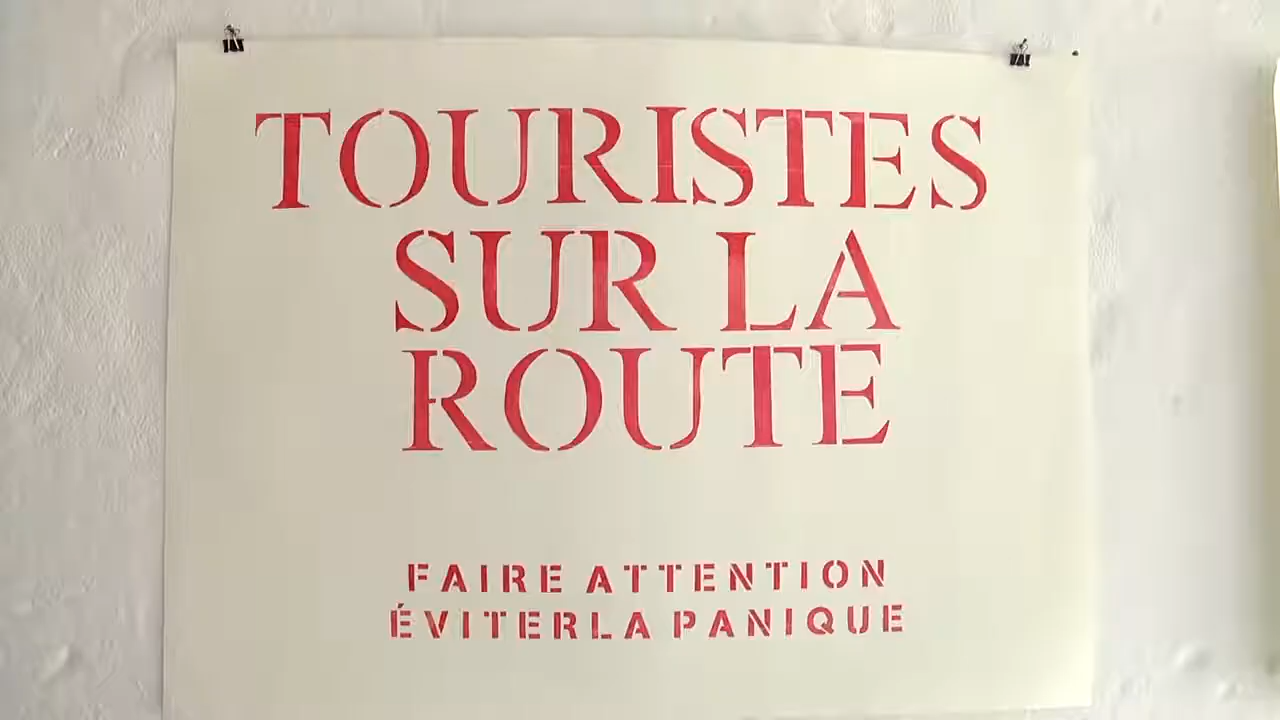 TOURISTES
SUR LA
ROUTE
FAIRE ATTENTION
ÉVITERLA PANIQUE